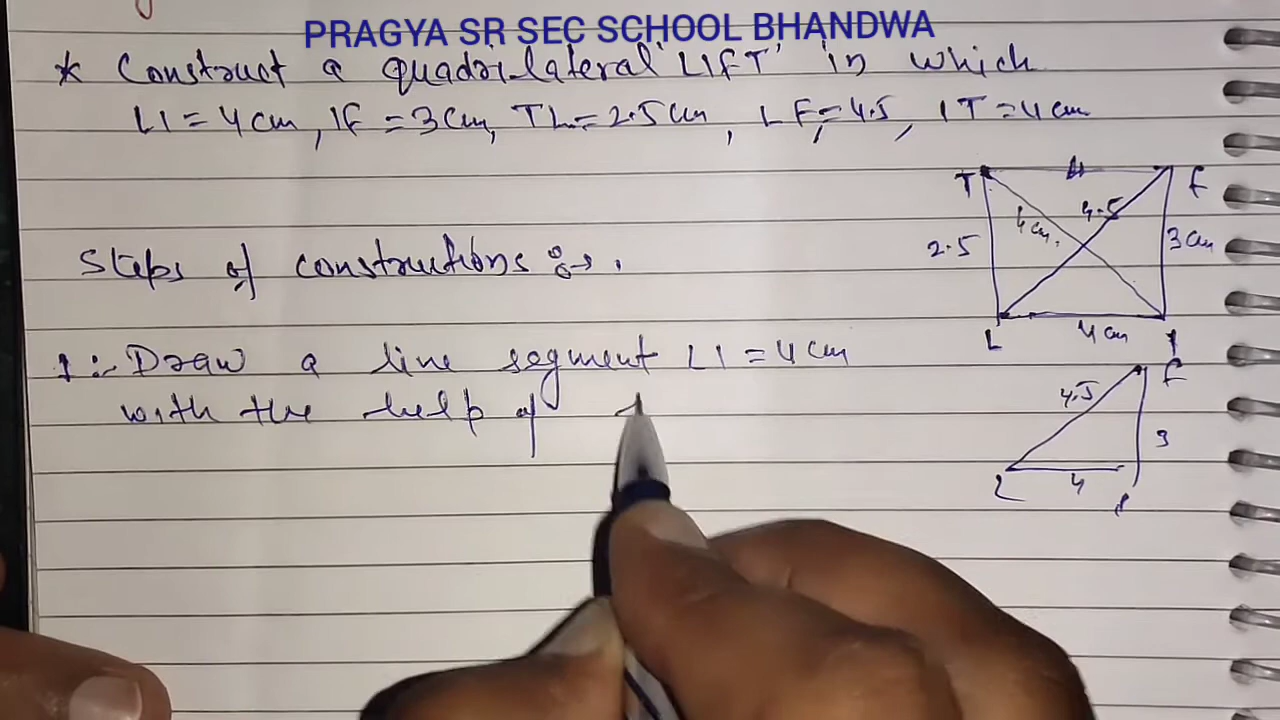 PRAGYA SR SEC SCHOOL BHANDWA
* Construct a quadrilateral 'LIFT' in which
LI = 4 cm, IF = 3 cm, TL = 2.5 cm, LF = 4.5, IT = 4 cm
T
F
4 cm.
4.5
2.5
3 cm
L
4 cm
I
Steps of constructions :→ .
1 :- Draw a line segment LI = 4 cm
with the help of
4.5
F
3
L
4
I